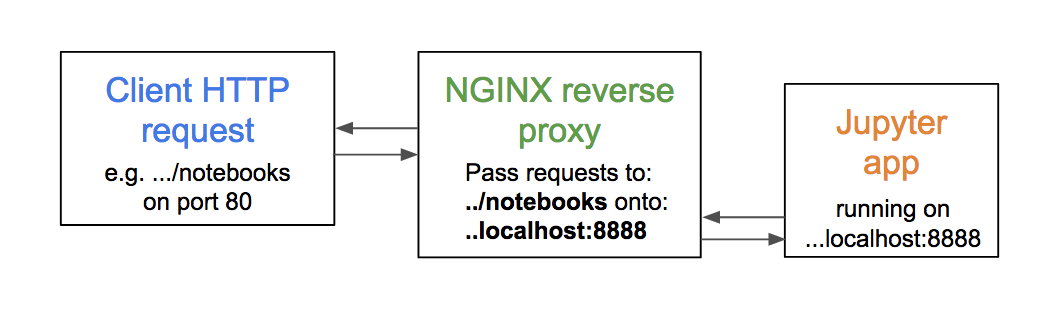 Client HTTP
request
e.g. .../notebooks
on port 80
NGINX reverse
proxy
Pass requests to:
../notebooks onto:
..localhost:8888
Jupyter
app
running on
...localhost:8888